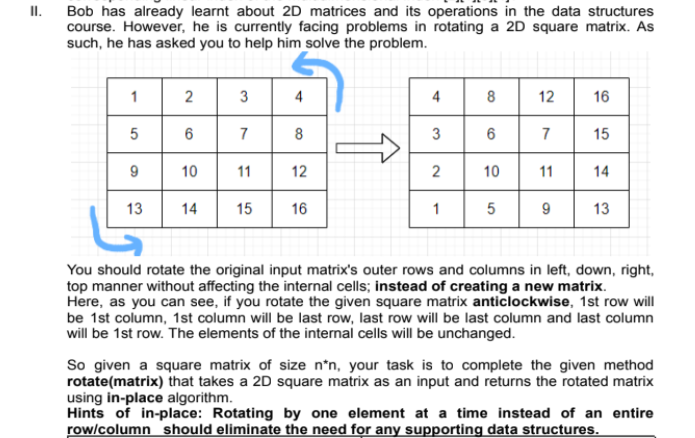 II. Bob has already learnt about 2D matrices and its operations in the data structures
course. However, he is currently facing problems in rotating a 2D square matrix. As
such, he has asked you to help him solve the problem.
1 2 3 4
5 6 7 8
9 10 11 12
13 14 15 16
4 8 12 16
3 6 7 15
2 10 11 14
1 5 9 13
You should rotate the original input matrix's outer rows and columns in left, down, right,
top manner without affecting the internal cells; instead of creating a new matrix.
Here, as you can see, if you rotate the given square matrix anticlockwise, 1st row will
be 1st column, 1st column will be last row, last row will be last column and last column
will be 1st row. The elements of the internal cells will be unchanged.
So given a square matrix of size n*n, your task is to complete the given method
rotate(matrix) that takes a 2D square matrix as an input and returns the rotated matrix
using in-place algorithm.
Hints of in-place: Rotating by one element at a time instead of an entire
row/column should eliminate the need for any supporting data structures.